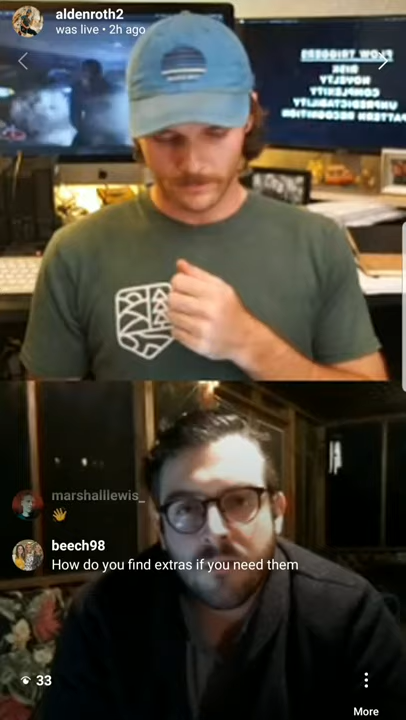 aldenroth2
was live • 2h ago
FLOW TRIGGERS
RISK
NOVELTY
COMPLEXITY
UNPREDICTABILITY
PATTERN RECOGNITION
marshalllewis_
👋
beech98
How do you find extras if you need them
33
More